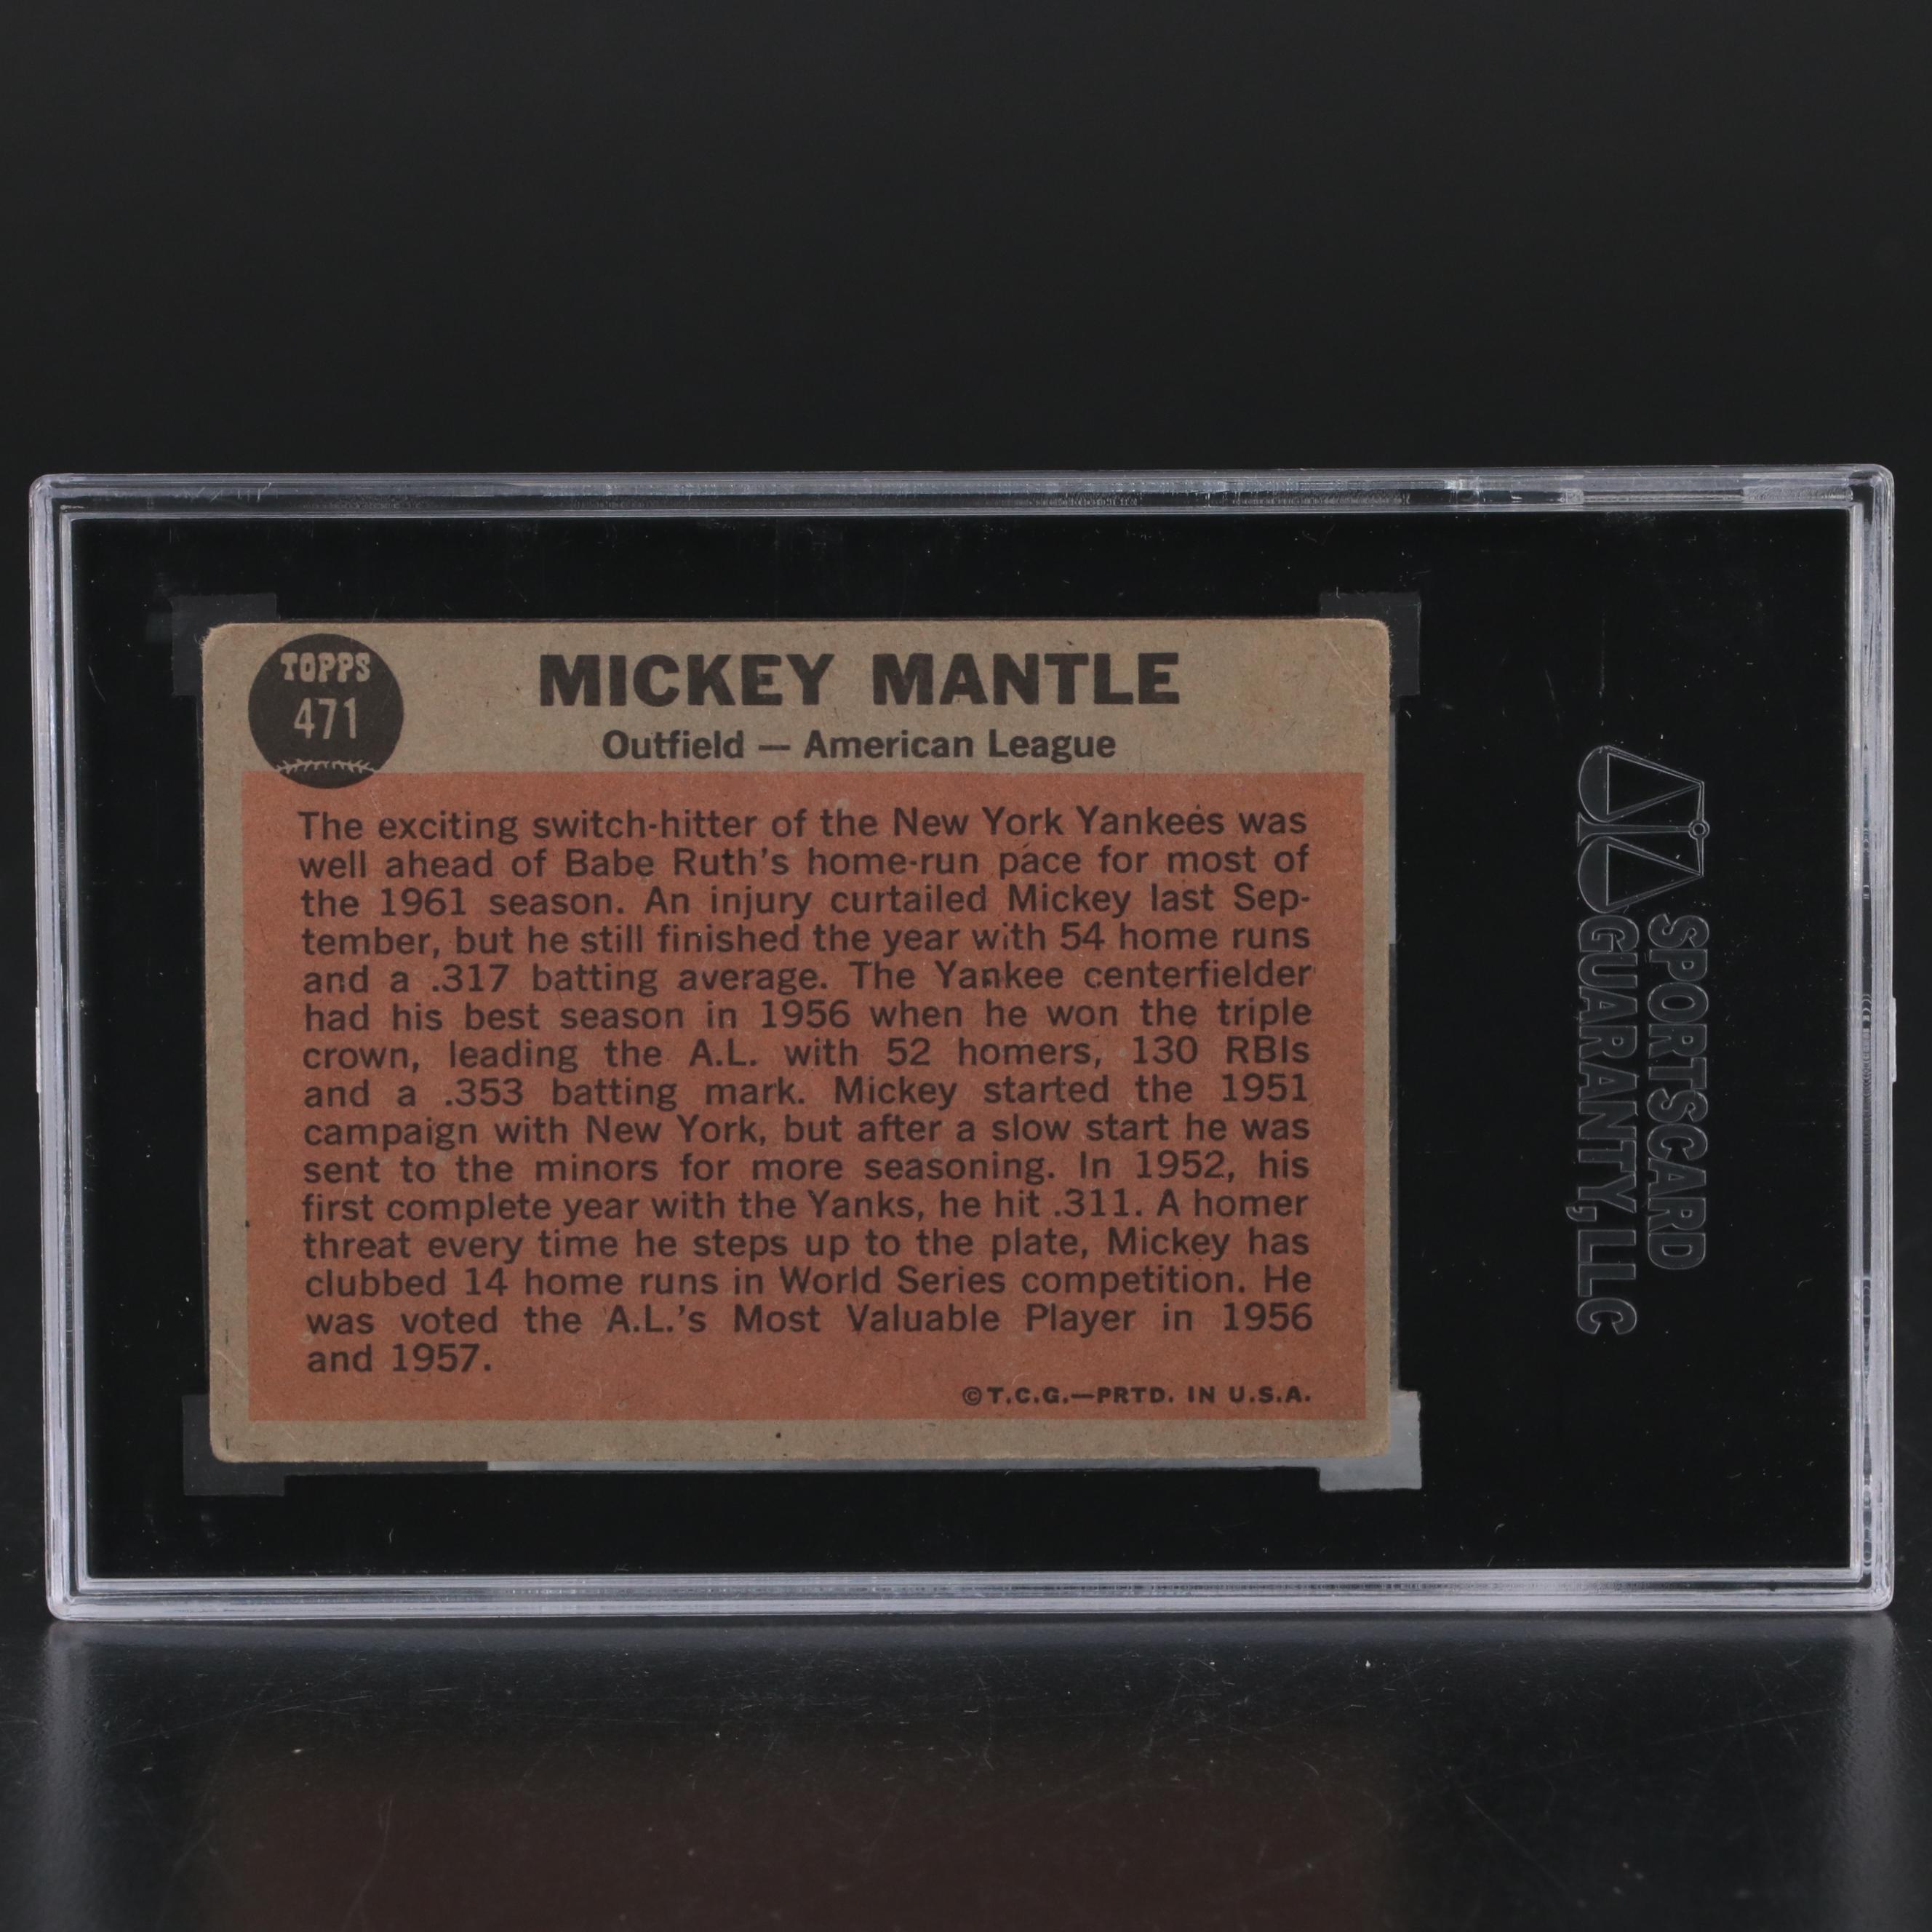 TOPPS
471
MICKEY MANTLE
Outfield — American League
The exciting switch-hitter of the New York Yankees was
well ahead of Babe Ruth's home-run pace for most of
the 1961 season. An injury curtailed Mickey last Sep-
tember, but he still finished the year with 54 home runs
and a .317 batting average. The Yankee centerfielder
had his best season in 1956 when he won the triple
crown, leading the A.L. with 52 homers, 130 RBIs
and a .353 batting mark. Mickey started the 1951
campaign with New York, but after a slow start he was
sent to the minors for more seasoning. In 1952, his
first complete year with the Yanks, he hit .311. A homer
threat every time he steps up to the plate, Mickey has
clubbed 14 home runs in World Series competition. He
was voted the A.L.'s Most Valuable Player in 1956
and 1957.
©T.C.G.—PRTD. IN U.S.A.
SPORTSCARD
GUARANTY, LLC